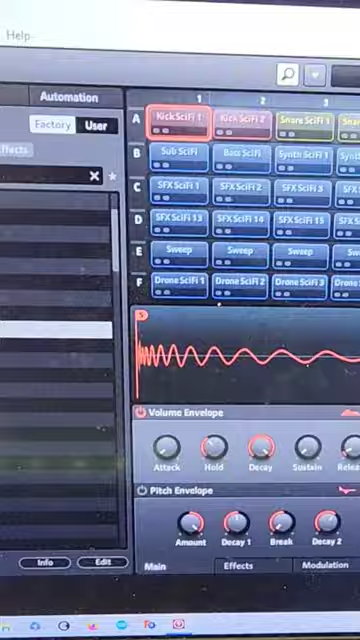 Help
Automation
1 2 3
A KickSciFi 1 Kick SciFi 2 Snare SciFi 1
Factory User
B Sub SciFi Bass SciFi Synth SciFi 1
ffects
C SFX SciFi 1 SFX SciFi 2 SFX SciFi 3
D SFX SciFi 13 SFX SciFi 14 SFX SciFi 15
E Sweep Sweep Sweep
F Drone SciFi 1 Drone SciFi 2 Drone SciFi 3
S
Volume Envelope
Attack Hold Decay Sustain Relea
Pitch Envelope
Amount Decay 1 Break Decay 2
Info Edit Main Effects Modulation